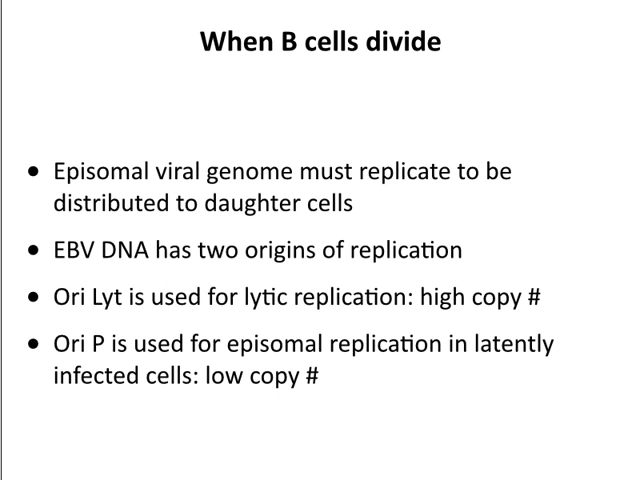 When B cells divide
• Episomal viral genome must replicate to be
distributed to daughter cells
• EBV DNA has two origins of replication
• Ori Lyt is used for lytic replication: high copy #
• Ori P is used for episomal replication in latently
infected cells: low copy #